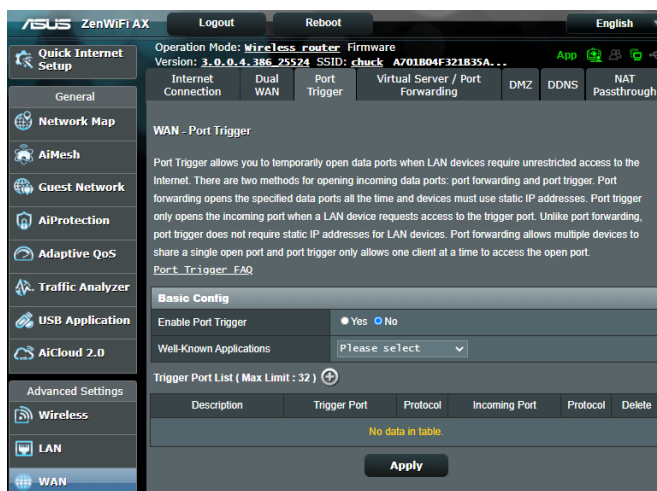 ASUS ZenWiFi AX Logout Reboot English
Quick Internet Setup
Operation Mode: Wireless router Firmware
Version: 3.0.0.4.386_25524 SSID: chuck A701B04F321B35A...
App
Internet Connection
Dual WAN
Port Trigger
Virtual Server / Port Forwarding
DMZ
DDNS
NAT Passthrough
General
Network Map
AiMesh
Guest Network
AiProtection
Adaptive QoS
Traffic Analyzer
USB Application
AiCloud 2.0
Advanced Settings
Wireless
LAN
WAN
WAN - Port Trigger
Port Trigger allows you to temporarily open data ports when LAN devices require unrestricted access to the
Internet. There are two methods for opening incoming data ports: port forwarding and port trigger. Port
forwarding opens the specified data ports all the time and devices must use static IP addresses. Port trigger
only opens the incoming port when a LAN device requests access to the trigger port. Unlike port forwarding,
port trigger does not require static IP addresses for LAN devices. Port forwarding allows multiple devices to
share a single open port and port trigger only allows one client at a time to access the open port.
Port Trigger FAQ
Basic Config
Enable Port Trigger Yes No
Well-Known Applications Please select
Trigger Port List ( Max Limit : 32 )
Description Trigger Port Protocol Incoming Port Protocol Delete
No data in table.
Apply